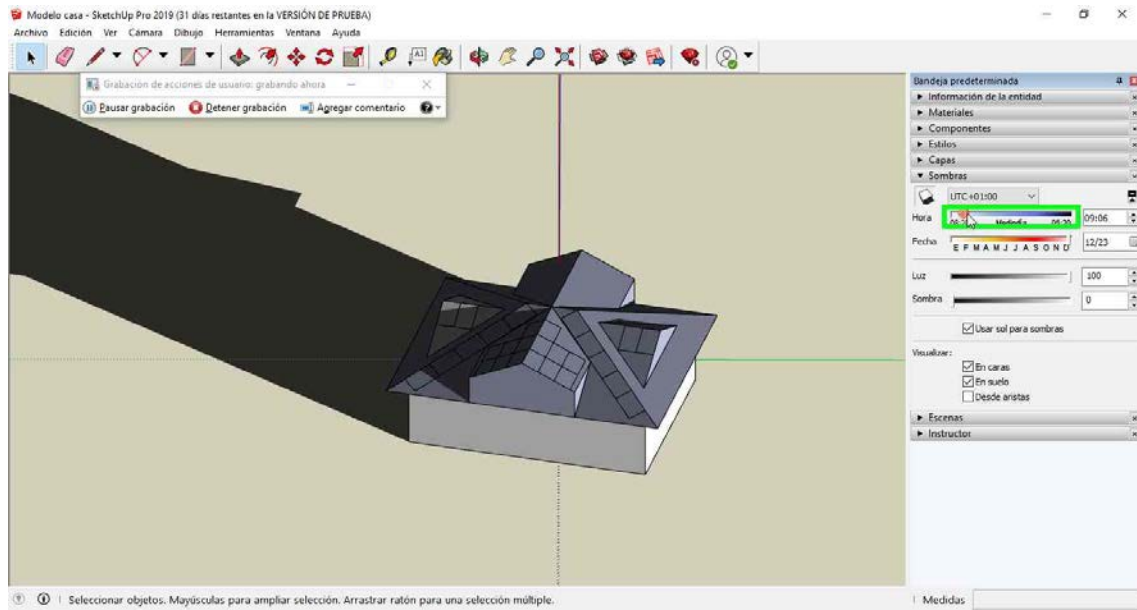 Modelo casa - SketchUp Pro 2019 (31 días restantes en la VERSIÓN DE PRUEBA)
Archivo Edición Ver Cámara Dibujo Herramientas Ventana Ayuda
Grabación de acciones de usuario: grabando ahora
Pausar grabación Detener grabación Agregar comentario
Bandeja predeterminada
Información de la entidad
Materiales
Componentes
Estilos
Capas
Sombras
UTC+01:00
Hora Mediodía 09:06
Fecha E F M A M J J A S O N D 12/23
Luz 100
Sombra 0
Usar sol para sombras
Visualizar:
En caras
En suelo
Desde aristas
Escenas
Instructor
Seleccionar objetos. Mayúsculas para ampliar selección. Arrastrar ratón para una selección múltiple.
Medidas